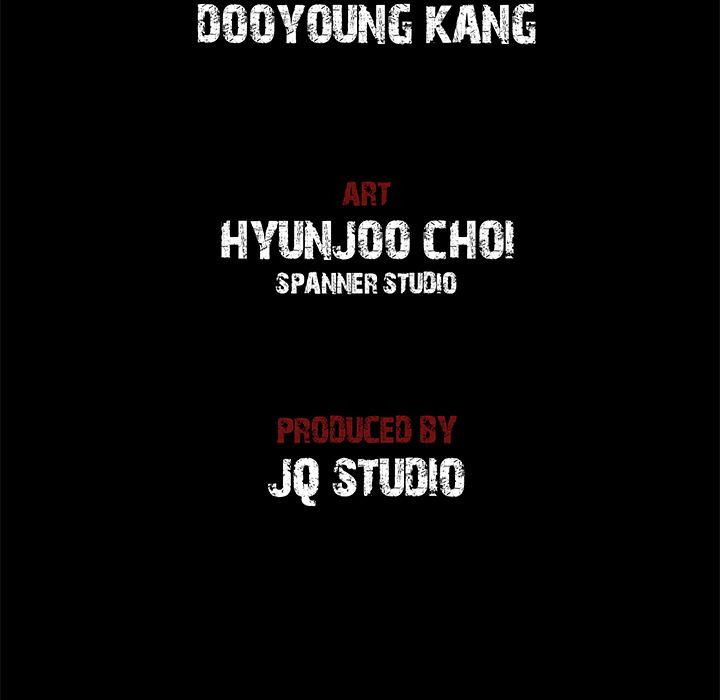 DOOYOUNG KANG
ART
HYUNJOO CHOI
SPANNER STUDIO
PRODUCED BY
JQ STUDIO